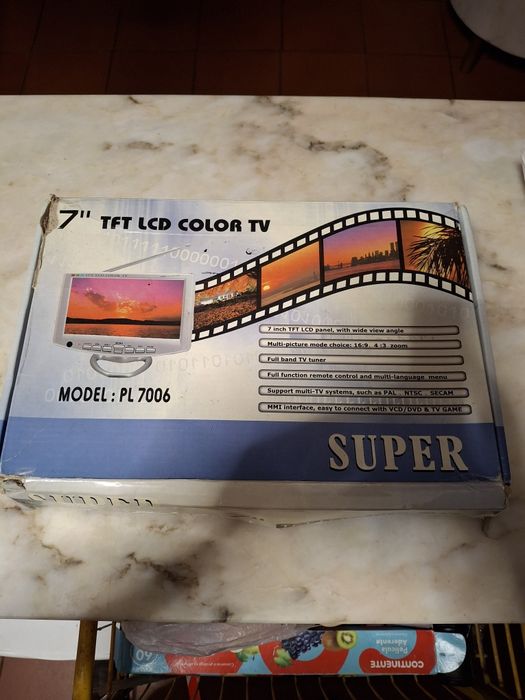 7" TFT LCD COLOR TV
7 inch TFT LCD panel, with wide view angle
Multi-picture mode choice: 16:9, 4:3 zoom
Full band TV tuner
Full function remote control and multi-language menu
Support multi-TV systems, such as PAL NTSC SECAM
MMI interface, easy to connect with VCD/DVD & TV GAME
MODEL : PL 7006
SUPER
Película
Aderente
CONTINENTE
60